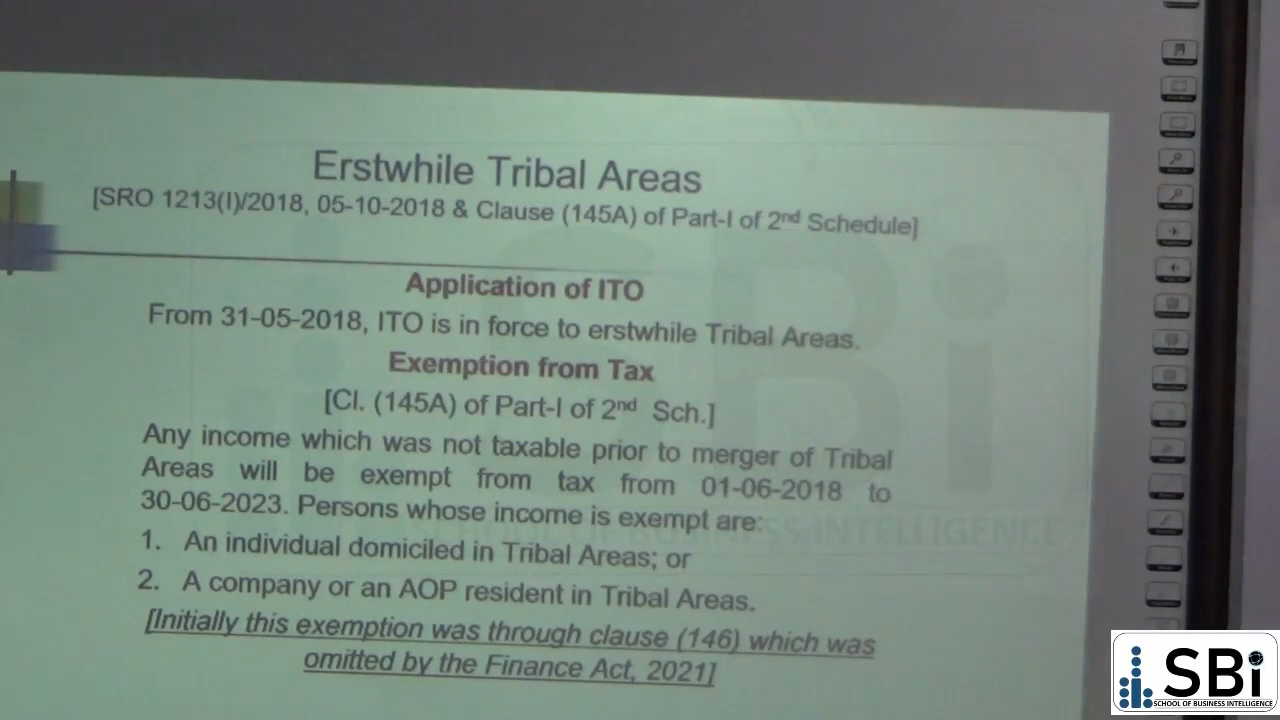 Erstwhile Tribal Areas
[SRO 1213(I)/2018, 05-10-2018 & Clause (145A) of Part-I of 2nd Schedule]
Application of ITO
From 31-05-2018, ITO is in force to erstwhile Tribal Areas.
Exemption from Tax
[Cl. (145A) of Part-I of 2nd Sch.]
Any income which was not taxable prior to merger of Tribal
Areas will be exempt from tax from 01-06-2018 to
30-06-2023. Persons whose income is exempt are:
1. An individual domiciled in Tribal Areas; or
2. A company or an AOP resident in Tribal Areas.
[Initially this exemption was through clause (146) which was
omitted by the Finance Act, 2021]
SBi
SCHOOL OF BUSINESS INTELLIGENCE
SBi
SCHOOL OF BUSINESS INTELLIGENCE